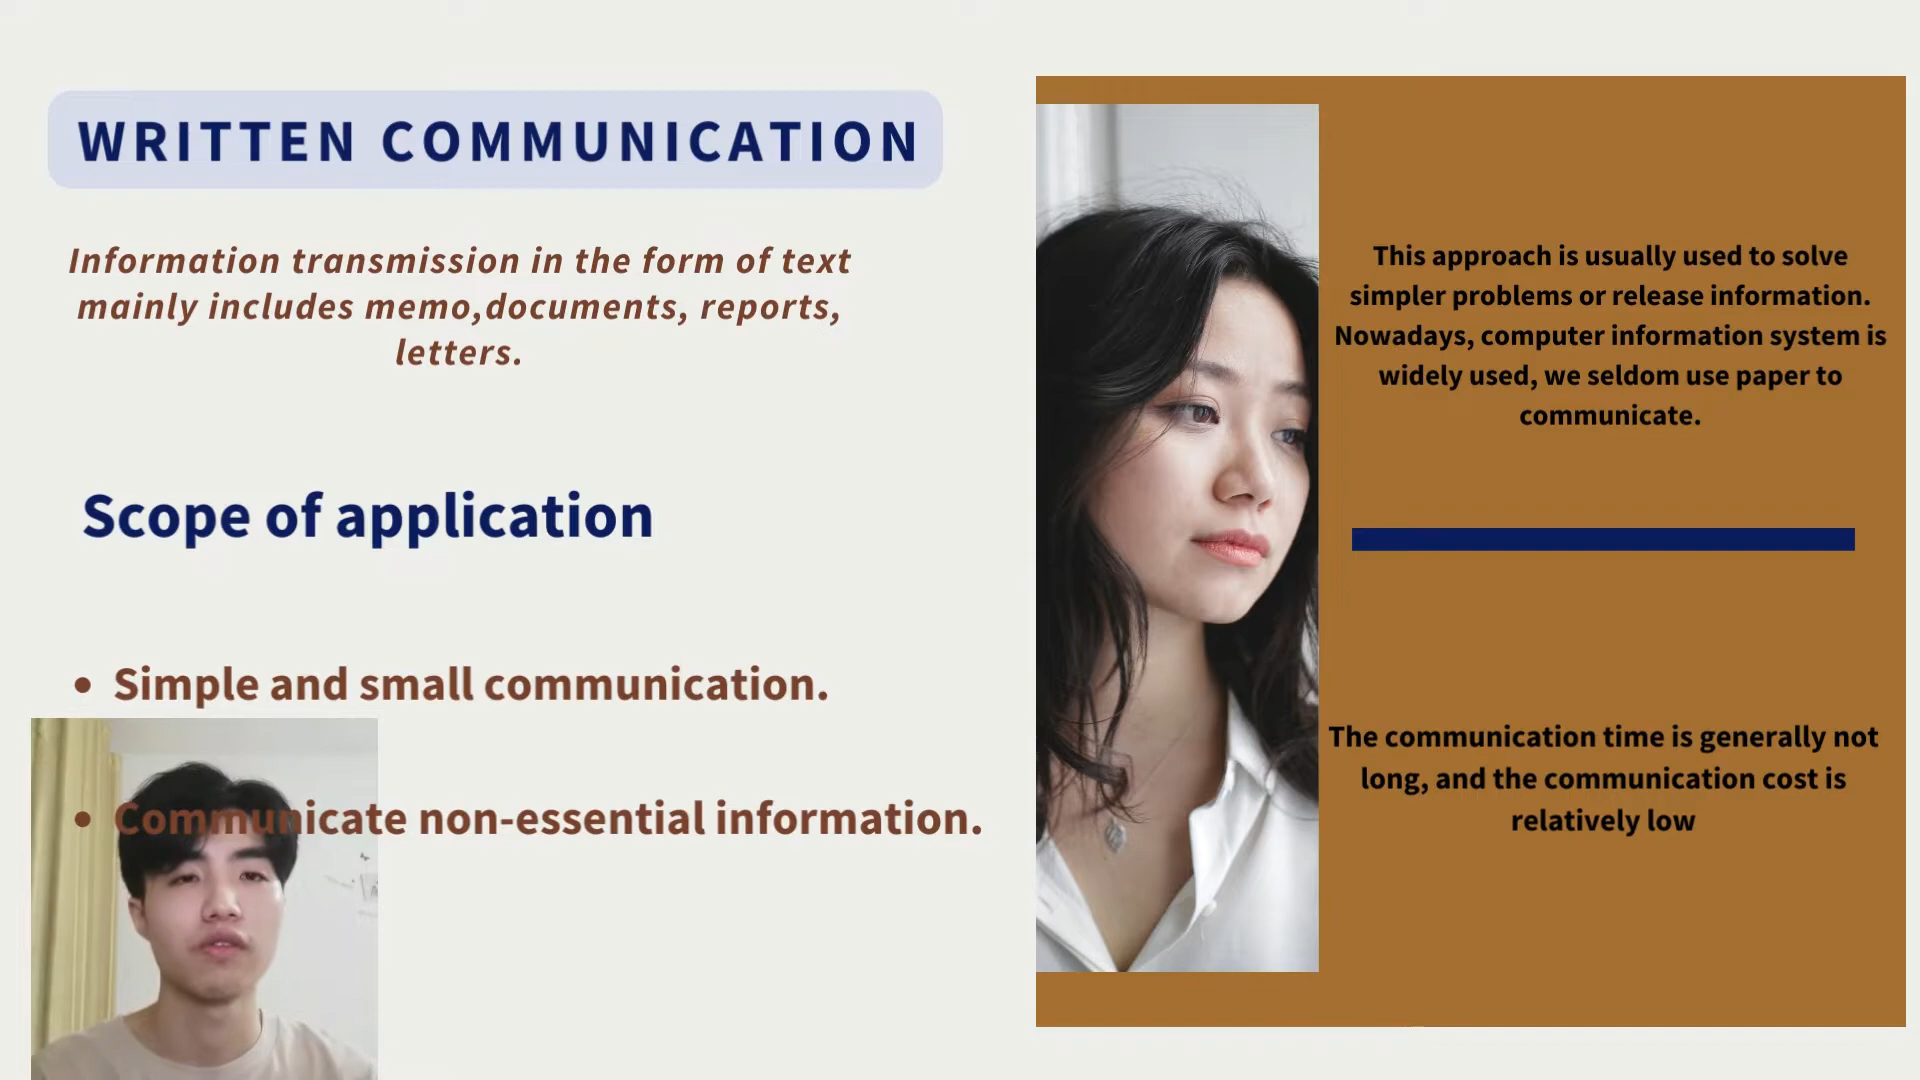 WRITTEN COMMUNICATION
Information transmission in the form of text
mainly includes memo,documents, reports,
letters.
Scope of application
• Simple and small communication.
• Communicate non-essential information.
This approach is usually used to solve
simpler problems or release information.
Nowadays, computer information system is
widely used, we seldom use paper to
communicate.
The communication time is generally not
long, and the communication cost is
relatively low